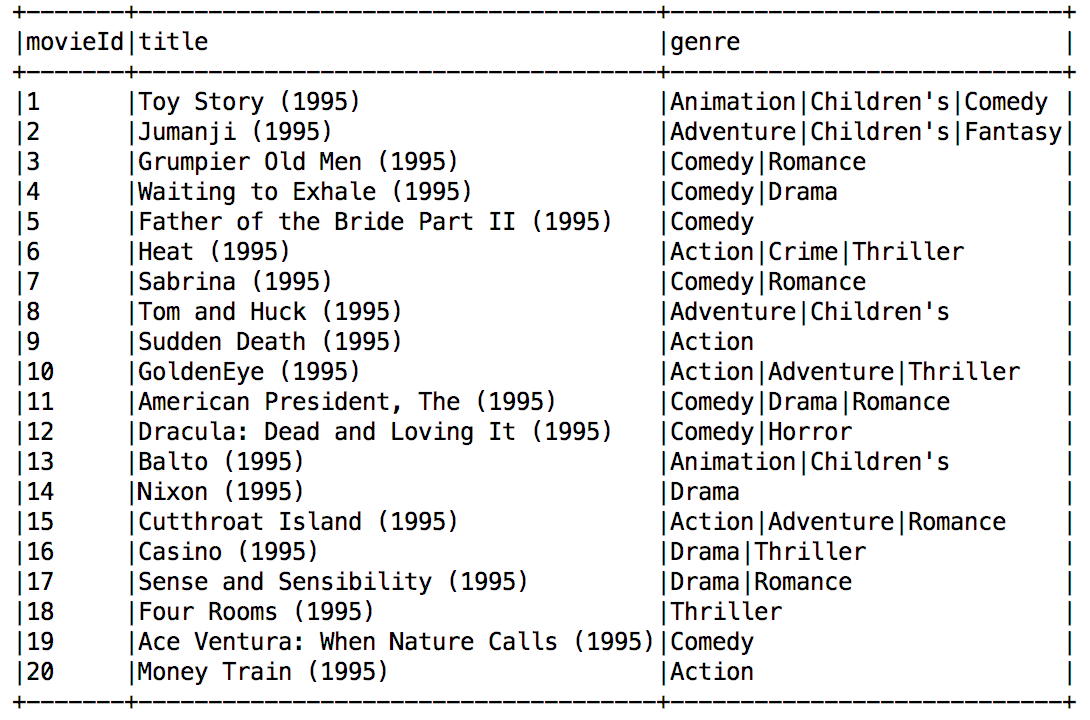 +-------+--------------------------------------+----------------------------+
|movieId|title                                 |genre                       |
+-------+--------------------------------------+----------------------------+
|1      |Toy Story (1995)                      |Animation|Children's|Comedy |
|2      |Jumanji (1995)                        |Adventure|Children's|Fantasy|
|3      |Grumpier Old Men (1995)               |Comedy|Romance              |
|4      |Waiting to Exhale (1995)              |Comedy|Drama                |
|5      |Father of the Bride Part II (1995)    |Comedy                      |
|6      |Heat (1995)                           |Action|Crime|Thriller       |
|7      |Sabrina (1995)                        |Comedy|Romance              |
|8      |Tom and Huck (1995)                   |Adventure|Children's        |
|9      |Sudden Death (1995)                   |Action                      |
|10     |GoldenEye (1995)                      |Action|Adventure|Thriller   |
|11     |American President, The (1995)        |Comedy|Drama|Romance        |
|12     |Dracula: Dead and Loving It (1995)    |Comedy|Horror               |
|13     |Balto (1995)                          |Animation|Children's        |
|14     |Nixon (1995)                          |Drama                       |
|15     |Cutthroat Island (1995)               |Action|Adventure|Romance    |
|16     |Casino (1995)                         |Drama|Thriller              |
|17     |Sense and Sensibility (1995)          |Drama|Romance               |
|18     |Four Rooms (1995)                     |Thriller                    |
|19     |Ace Ventura: When Nature Calls (1995)|Comedy                      |
|20     |Money Train (1995)                    |Action                      |
+-------+--------------------------------------+----------------------------+